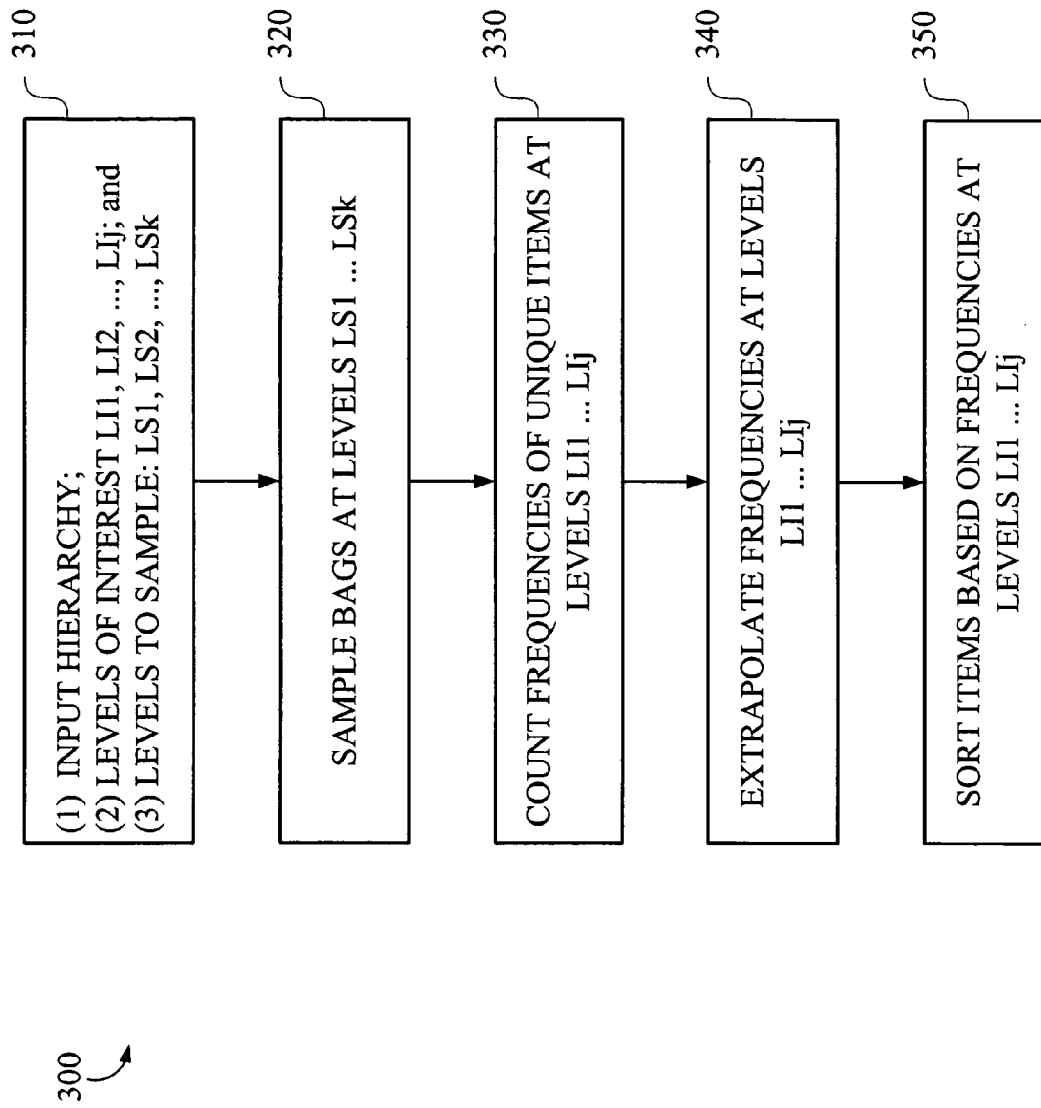 300
310
(1) INPUT HIERARCHY;
(2) LEVELS OF INTEREST LI1, LI2, ..., LIj; and
(3) LEVELS TO SAMPLE: LS1, LS2, ..., LSk
320
SAMPLE BAGS AT LEVELS LS1 ... LSk
330
COUNT FREQUENCIES OF UNIQUE ITEMS AT
LEVELS LI1 ... LIj
340
EXTRAPOLATE FREQUENCIES AT LEVELS
LI1 ... LIj
350
SORT ITEMS BASED ON FREQUENCIES AT
LEVELS LI1 ... LIj